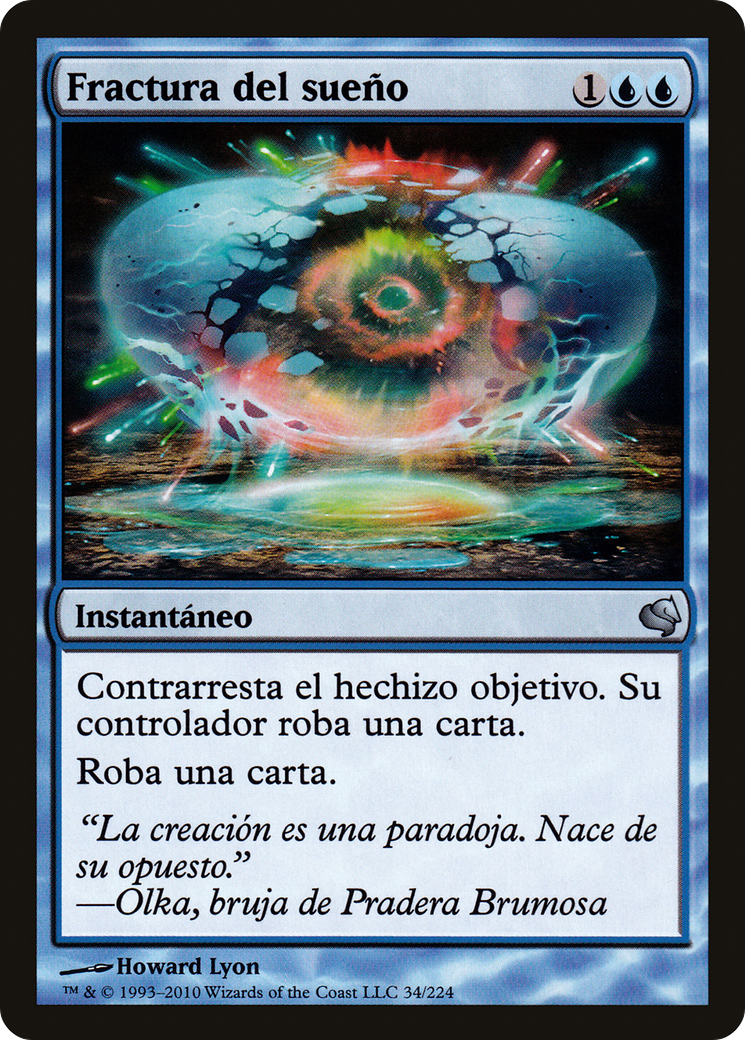 Fractura del sueño 1
Instantáneo
Contrarresta el hechizo objetivo. Su
controlador roba una carta.
Roba una carta.
“La creación es una paradoja. Nace de
su opuesto.”
—Olka, bruja de Pradera Brumosa
Howard Lyon
™ & © 1993–2010 Wizards of the Coast LLC 34/224